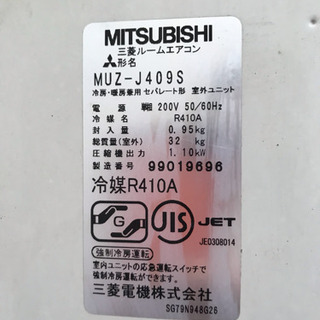 MITSUBISHI
三菱ルームエアコン
形名
MUZ-J409S
冷房・暖房兼用 セパレート形 室外ユニット
電源 単相 200V 50/60Hz
冷媒名 R410A
封入量 0.95kg
総質量(室外) 32 kg
圧縮機出力 1.10kW
製造番号 99019696
冷媒R410A
G JIS JET
JE0308014
強制冷房運転
室内ユニットの応急運転スイッチで
強制冷房運転ができます。
三菱電機株式会社
SG79N948G26